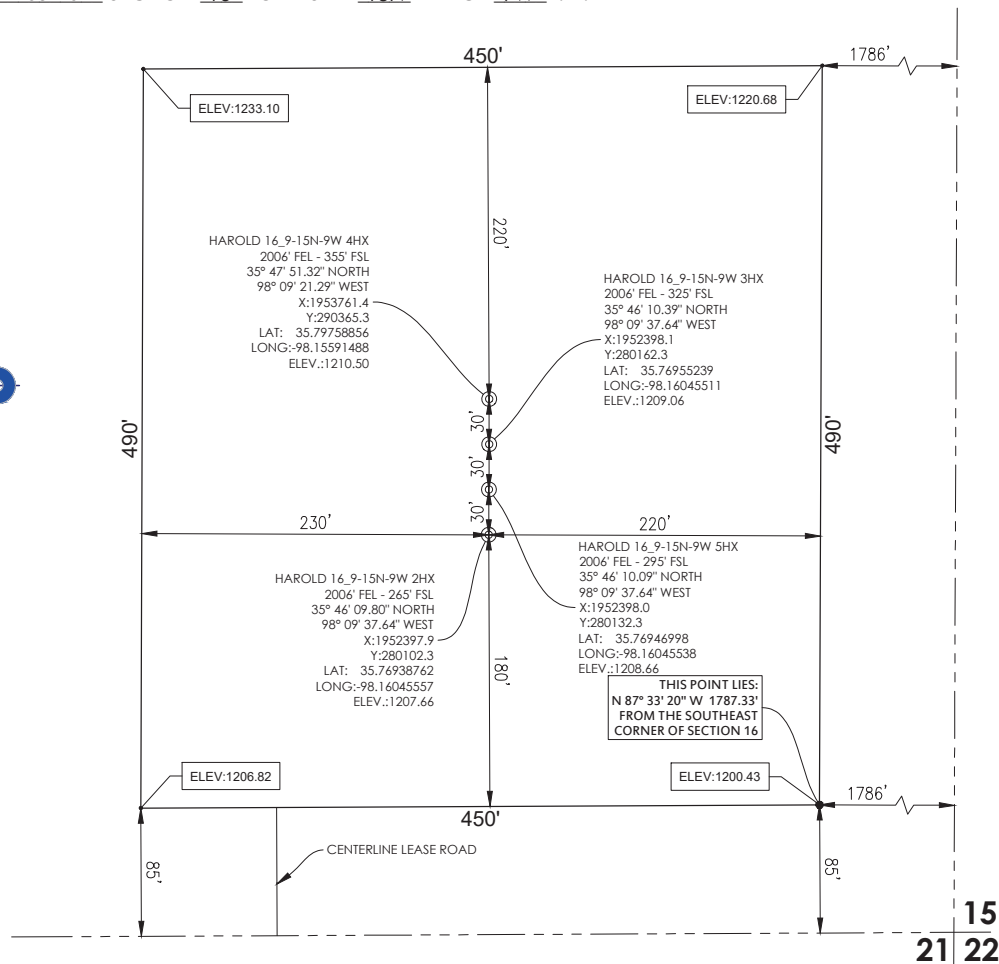 450'
1786'
ELEV:1233.10
ELEV:1220.68
220'
HAROLD 16_9-15N-9W 4HX
2006' FEL - 355' FSL
35° 47' 51.32" NORTH
98° 09' 21.29" WEST
X:1953761.4
Y:290365.3
LAT: 35.79758856
LONG:-98.15591488
ELEV.:1210.50
HAROLD 16_9-15N-9W 3HX
2006' FEL - 325' FSL
35° 46' 10.39" NORTH
98° 09' 37.64" WEST
X:1952398.1
Y:280162.3
LAT: 35.76955239
LONG:-98.16045511
ELEV.:1209.06
490'
490'
30'
30'
30'
230'
220'
HAROLD 16_9-15N-9W 5HX
2006' FEL - 295' FSL
35° 46' 10.09" NORTH
98° 09' 37.64" WEST
X:1952398.0
Y:280132.3
LAT: 35.76946998
LONG:-98.16045538
ELEV.:1208.66
HAROLD 16_9-15N-9W 2HX
2006' FEL - 265' FSL
35° 46' 09.80" NORTH
98° 09' 37.64" WEST
X:1952397.9
Y:280102.3
LAT: 35.76938762
LONG:-98.16045557
ELEV.:1207.66
180'
THIS POINT LIES:
N 87° 33' 20" W 1787.33'
FROM THE SOUTHEAST
CORNER OF SECTION 16
ELEV:1206.82
ELEV:1200.43
1786'
450'
85'
CENTERLINE LEASE ROAD
85'
15
21 22